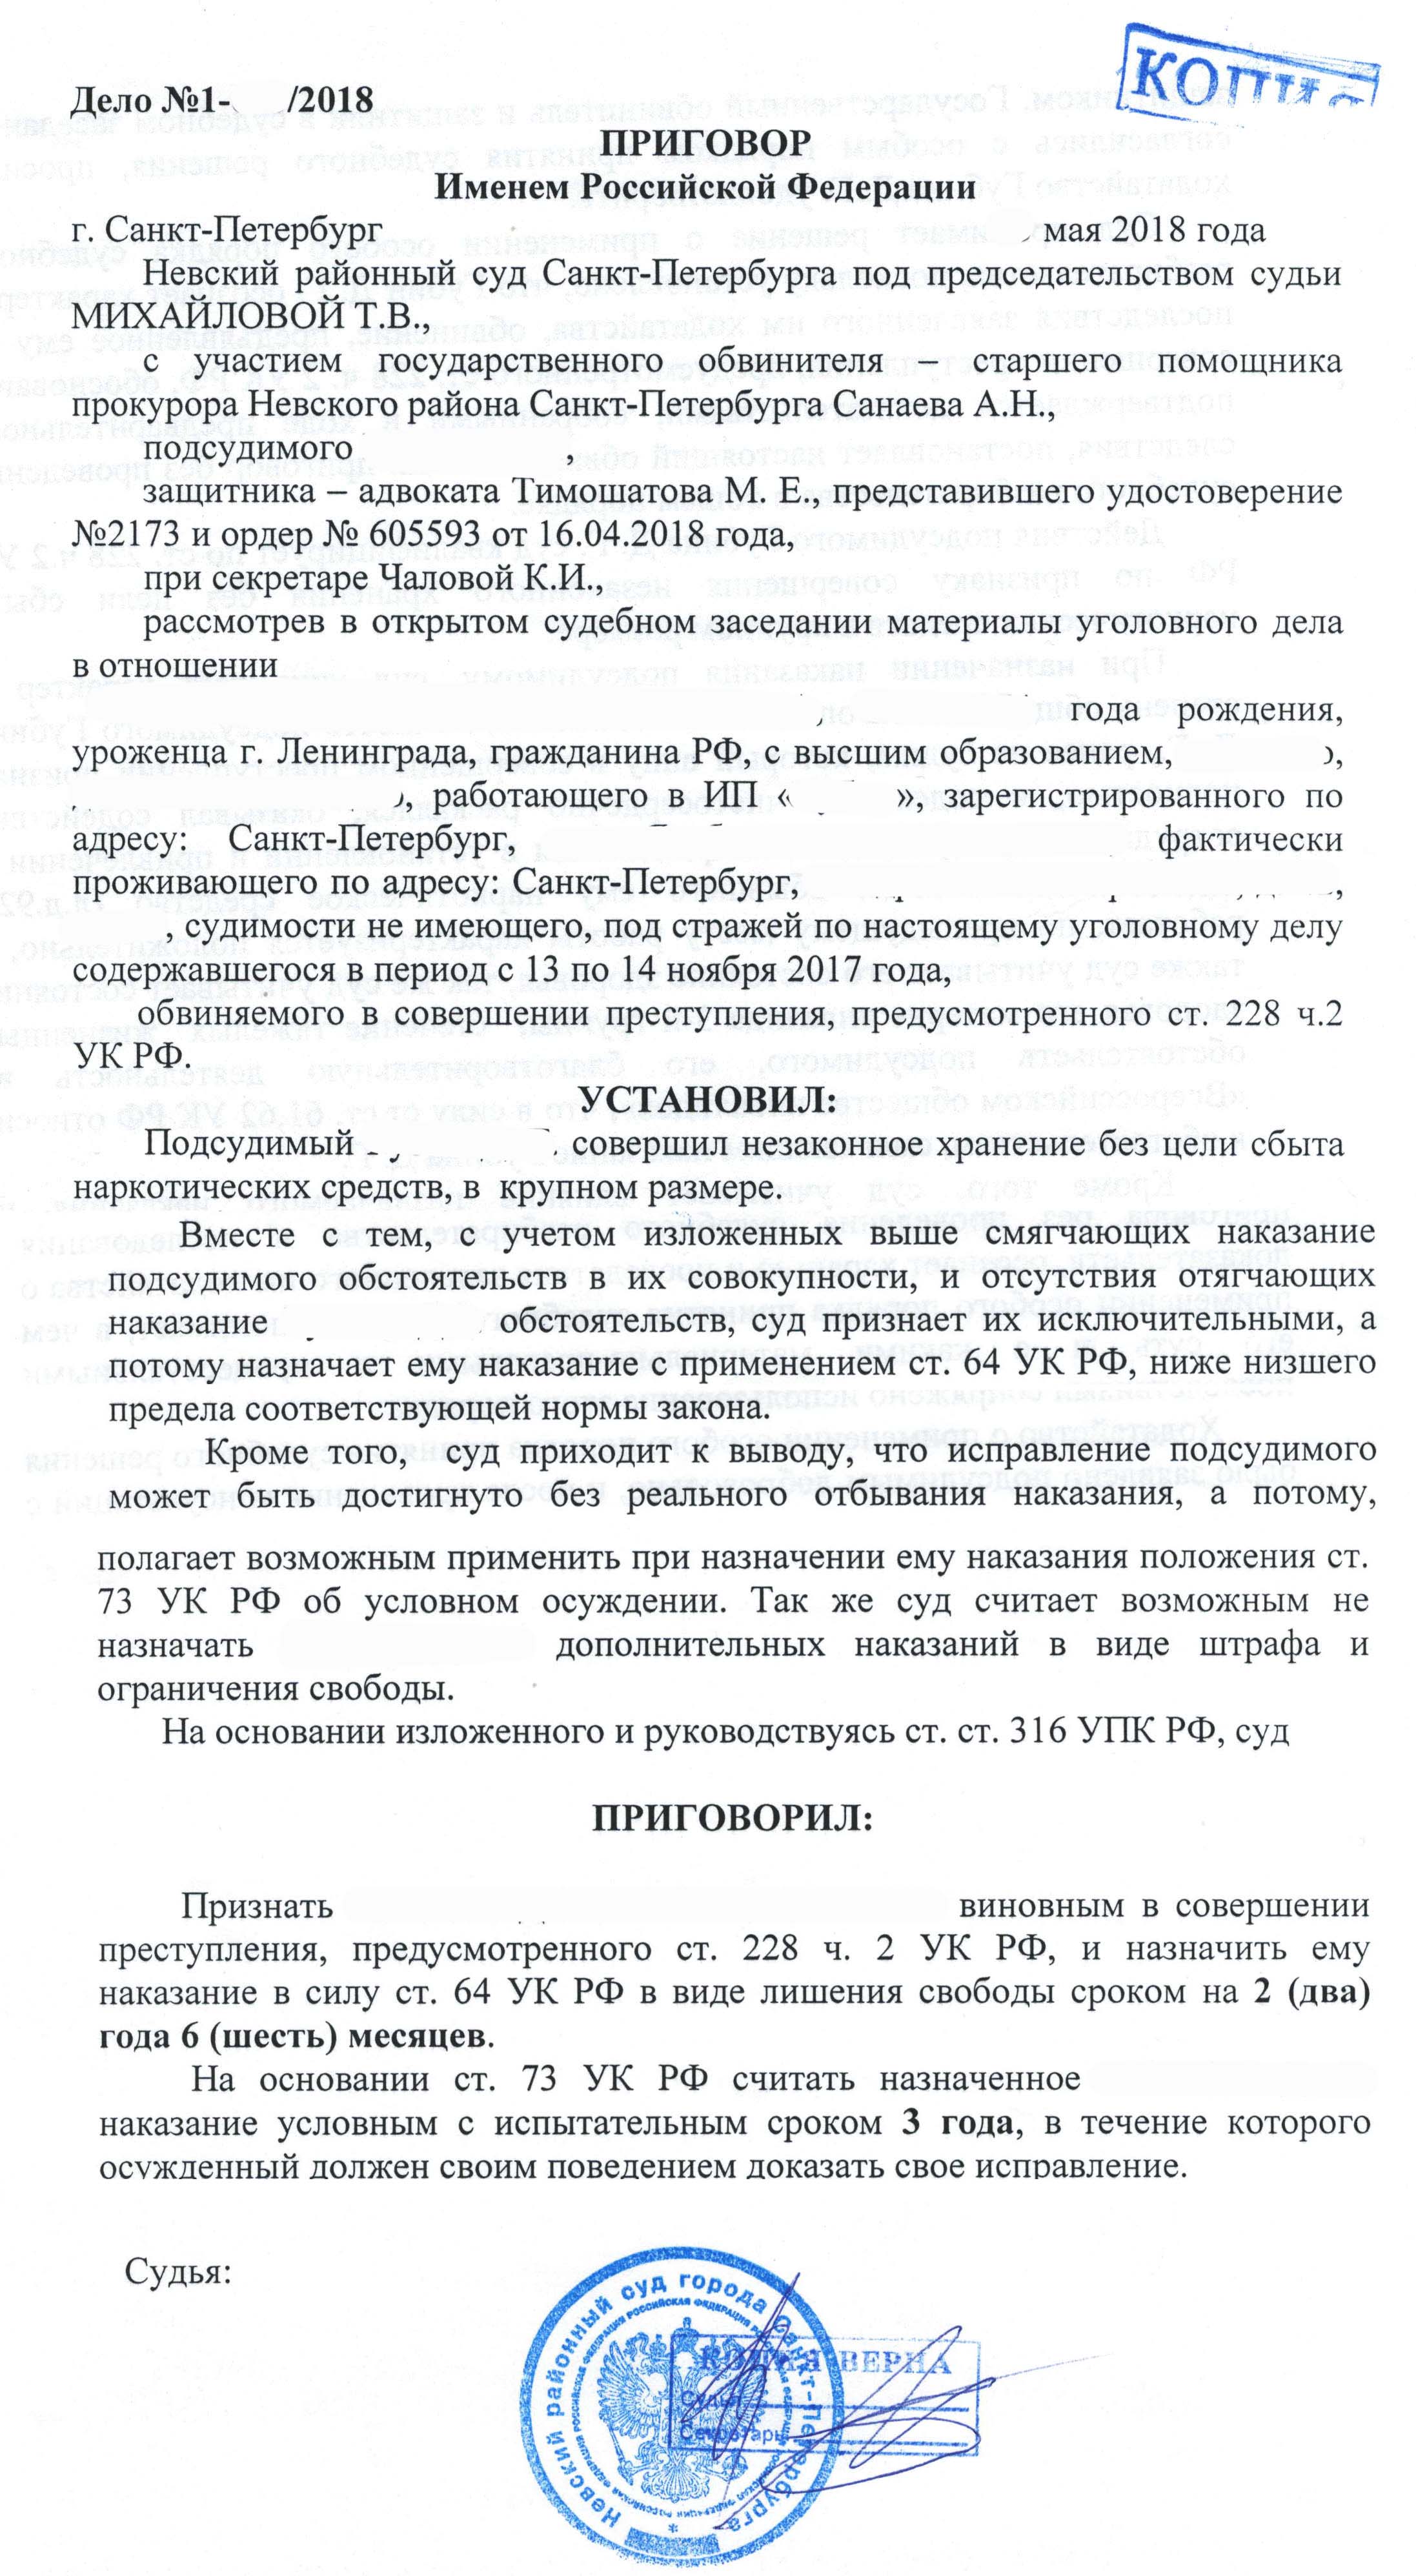 КОПИЯ
Дело №1- /2018
ПРИГОВОР
Именем Российской Федерации
г. Санкт-Петербург мая 2018 года
Невский районный суд Санкт-Петербурга под председательством судьи
МИХАЙЛОВОЙ Т.В.,
с участием государственного обвинителя – старшего помощника
прокурора Невского района Санкт-Петербурга Санаева А.Н.,
подсудимого ,
защитника – адвоката Тимошатова М. Е., представившего удостоверение
№2173 и ордер № 605593 от 16.04.2018 года,
при секретаре Чаловой К.И.,
рассмотрев в открытом судебном заседании материалы уголовного дела
в отношении
года рождения,
уроженца г. Ленинграда, гражданина РФ, с высшим образованием, ,
, работающего в ИП « », зарегистрированного по
адресу: Санкт-Петербург, фактически
проживающего по адресу: Санкт-Петербург, ,
, судимости не имеющего, под стражей по настоящему уголовному делу
содержавшегося в период с 13 по 14 ноября 2017 года,
обвиняемого в совершении преступления, предусмотренного ст. 228 ч.2
УК РФ.
УСТАНОВИЛ:
Подсудимый совершил незаконное хранение без цели сбыта
наркотических средств, в крупном размере.
Вместе с тем, с учетом изложенных выше смягчающих наказание
подсудимого обстоятельств в их совокупности, и отсутствия отягчающих
наказание обстоятельств, суд признает их исключительными, а
потому назначает ему наказание с применением ст. 64 УК РФ, ниже низшего
предела соответствующей нормы закона.
Кроме того, суд приходит к выводу, что исправление подсудимого
может быть достигнуто без реального отбывания наказания, а потому,
полагает возможным применить при назначении ему наказания положения ст.
73 УК РФ об условном осуждении. Так же суд считает возможным не
назначать дополнительных наказаний в виде штрафа и
ограничения свободы.
На основании изложенного и руководствуясь ст. ст. 316 УПК РФ, суд
ПРИГОВОРИЛ:
Признать виновным в совершении
преступления, предусмотренного ст. 228 ч. 2 УК РФ, и назначить ему
наказание в силу ст. 64 УК РФ в виде лишения свободы сроком на 2 (два)
года 6 (шесть) месяцев.
На основании ст. 73 УК РФ считать назначенное
наказание условным с испытательным сроком 3 года, в течение которого
осужденный должен своим поведением доказать свое исправление.
Судья:
Невский районный суд города Санкт-Петербурга
КОПИЯ ВЕРНА
Судья
Секретарь